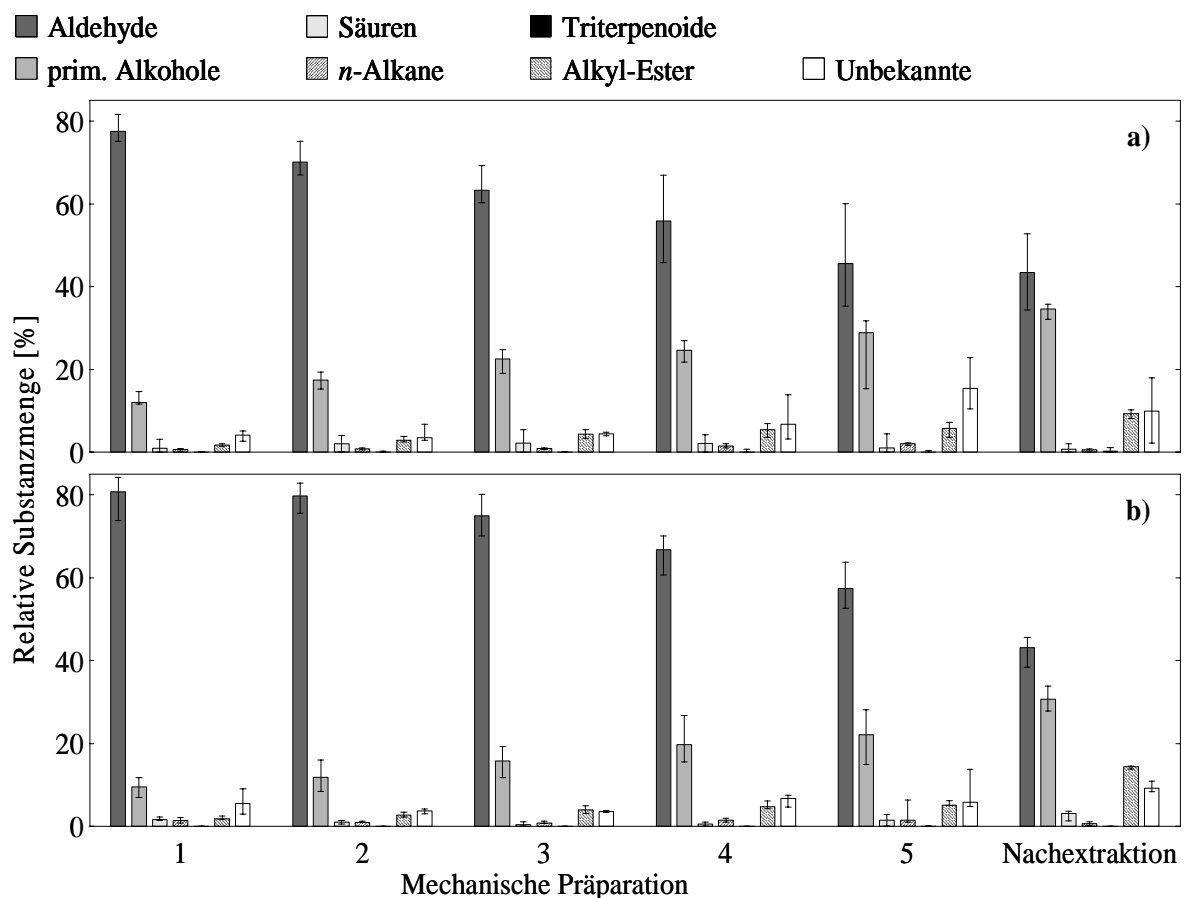 Aldehyde Säuren Triterpenoide
prim. Alkohole n-Alkane Alkyl-Ester Unbekannte
Relative Substanzmenge [%]
a)
80
60
40
20
0
b)
80
60
40
20
0
1 2 3 4 5 Nachextraktion
Mechanische Präparation